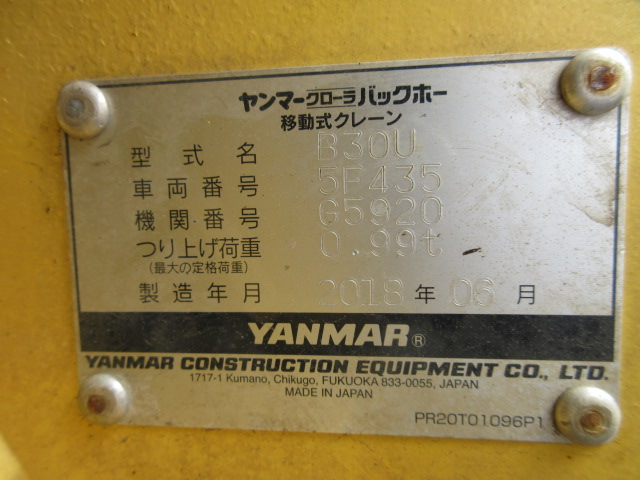 ヤンマークローラバックホー
移動式クレーン
型式名 B30U
車両番号 5F435
機関番号 G5920
つり上げ荷重 0.99t
(最大の定格荷重)
製造年月 2018年06月
YANMAR®
YANMAR CONSTRUCTION EQUIPMENT CO., LTD.
1717-1 Kumano, Chikugo, FUKUOKA 833-0055, JAPAN
MADE IN JAPAN
PR20T01096P1